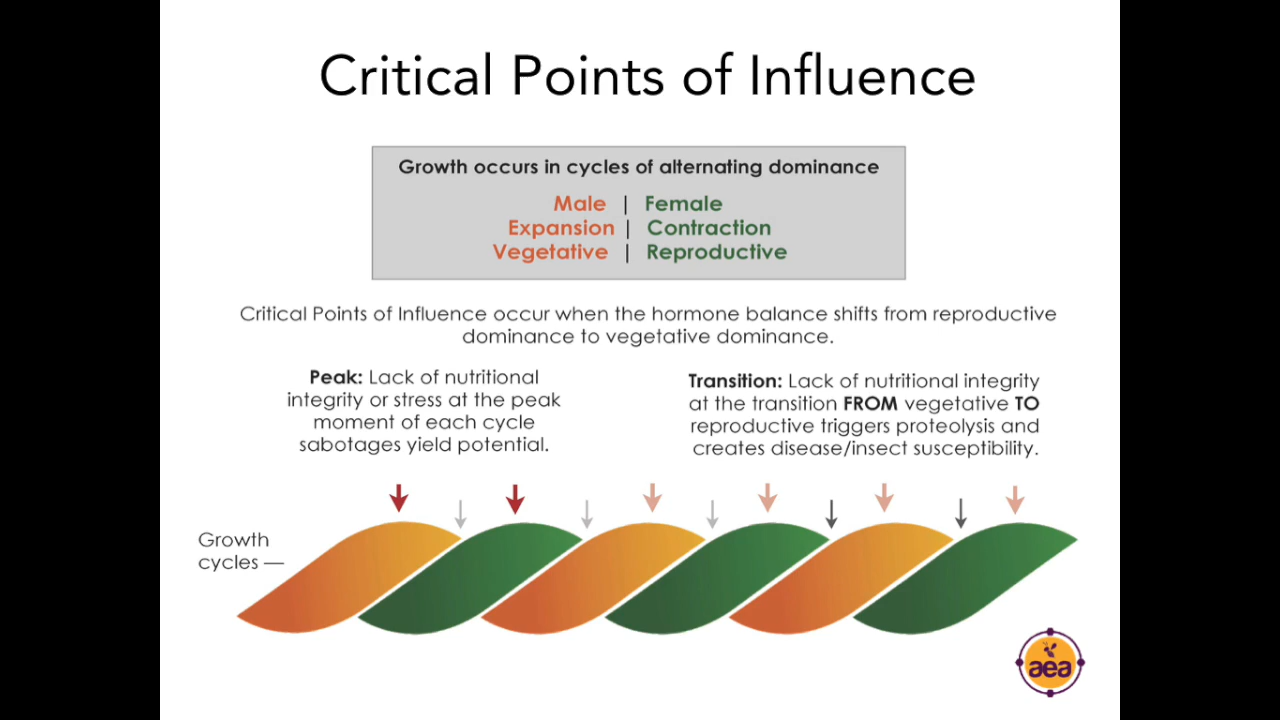 Critical Points of Influence
Growth occurs in cycles of alternating dominance
Male | Female
Expansion | Contraction
Vegetative | Reproductive
Critical Points of Influence occur when the hormone balance shifts from reproductive
dominance to vegetative dominance.
Peak: Lack of nutritional
integrity or stress at the peak
moment of each cycle
sabotages yield potential.
Transition: Lack of nutritional integrity
at the transition FROM vegetative TO
reproductive triggers proteolysis and
creates disease/insect susceptibility.
Growth
cycles —
aea